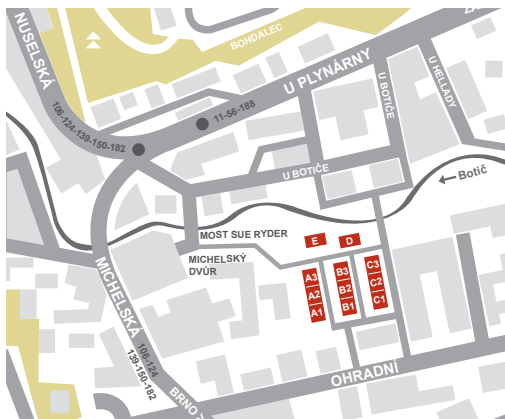 NUSELSKÁ
BOHDALEC
U PLYNÁRNY
U BOTIČE
U HELLADY
106-124-139-150-182
11-56-188
U BOTIČE
Botič
MOST SUE RYDER
MICHELSKÝ
DVŮR
E
D
A3
A2
A1
B3
B2
B1
C3
C2
C1
MICHELSKÁ
106-124
139-150-182
BRNO
OHRADNÍ